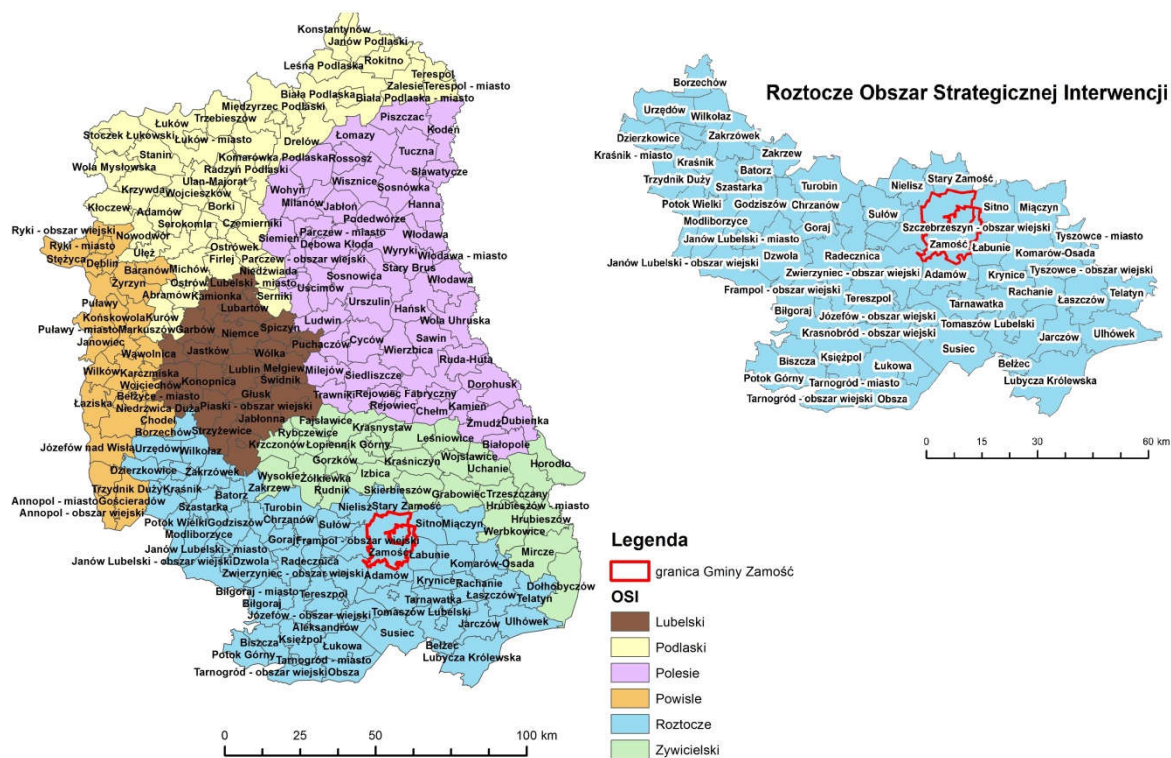 Konstantynów
Janów Podlaski
Leśna Podlaska
Rokitno
Terespol
Zalesie
Terespol - miasto
Biała Podlaska
Biała Podlaska - miasto
Międzyrzec Podlaski
Piszczac
Kodeń
Łuków
Trzebieszów
Stoczek Łukowski
Łuków - miasto
Drelów
Łomazy
Tuczna
Stanin
Komarówka Podlaska
Rossosz
Wola Mysłowska
Radzyń Podlaski
Sławatycze
Wisznice
Ulan-Majorat
Krzywda
Wojcieszków
Wohyń
Sosnówka
Milanów
Jabłoń
Hanna
Kłoczew
Adamów
Borki
Serokomla
Czemierniki
Podedwórze
Ryki - obszar wiejski
Nowodwór
Siemień
Parczew - miasto
Włodawa
Ryki - miasto
Ułęż
Ostrówek
Dębowa Kłoda
Wyryki
Stężyca
Dęblin
Baranów
Michów
Firlej
Parczew - obszar wiejski
Włodawa - miasto
Niedźwiada
Stary Brus
Żyrzyn
Ostrów Lubelski - miasto
Sosnowica
Włodawa
Abramów
Kamionka
Serniki
Uścimów
Puławy
Lubartów
Urszulin
Hańsk
Końskowola
Kurów
Wola Uhruska
Puławy - miasto
Markuszów
Garbów
Niemce
Spiczyn
Ludwin
Janowiec
Puchaczów
Cyców
Sawin
Wąwolnica
Jastków
Wólka
Wierzbica
Ruda-Huta
Wilków
Karczmiska
Lublin
Mełgiew
Milejów
Siedliszcze
Wojciechów
Konopnica
Świdnik
Dorohusk
Bełżyce - miasto
Głusk
Trawniki
Rejowiec Fabryczny
Łaziska
Niedrzwica Duża
Piaski - obszar wiejski
Rejowiec
Kamień
Chełm
Chodel
Jabłonna
Fajsławice
Dubienka
Borzechów
Strzyżewice
Krasnystaw
Żmudź
Rybczewice
Leśniowice
Białopole
Józefów nad Wisłą
Urzędów
Wilkołaz
Krzczonów
Łopiennik Górny
Wojsławice
Gorzków
Kraśniczyn
Uchanie
Horodło
Dzierzkowice
Zakrzówek
Wysokie
Żółkiewka
Izbica
Trzydnik Duży
Kraśnik
Zakrzew
Rudnik
Skierbieszów
Grabowiec
Trzeszczany
Annopol - miasto
Gościeradów
Batorz
Hrubieszów - miasto
Annopol - obszar wiejski
Szastarka
Turobin
Nielisz
Stary Zamość
Hrubieszów
Potok Wielki
Godziszów
Chrzanów
Sułów
Sitno
Miączyn
Werbkowice
Modliborzyce
Goraj
Frampol - obszar wiejski
Mircze
Janów Lubelski - miasto
Zamość
Łabunie
Janów Lubelski - obszar wiejski
Dzwola
Radecznica
Komarów-Osada
Zwierzyniec - obszar wiejski
Adamów
Dołhobyczów
Krynice
Rachanie
Biłgoraj - miasto
Tereszpol
Łaszczów
Telatyn
Biłgoraj
Tarnawatka
Józefów - obszar wiejski
Tomaszów Lubelski
Ulhówek
Aleksandrów
Jarczów
Księżpol
Susiec
Biszcza
Łukowa
Bełżec
Potok Górny
Tarnogród - miasto
Lubycza Królewska
Tarnogród - obszar wiejski
Obsza
0 25 50 100 km
Roztocze Obszar Strategicznej Interwencji
Borzechów
Urzędów
Wilkołaz
Dzierzkowice
Zakrzówek
Kraśnik - miasto
Zakrzew
Kraśnik
Batorz
Nielisz
Stary Zamość
Trzydnik Duży
Szastarka
Turobin
Potok Wielki
Godziszów
Chrzanów
Sułów
Sitno
Miączyn
Modliborzyce
Goraj
Szczebrzeszyn - obszar wiejski
Tyszowce - miasto
Janów Lubelski - miasto
Zamość
Łabunie
Dzwola
Radecznica
Komarów-Osada
Janów Lubelski - obszar wiejski
Zwierzyniec - obszar wiejski
Adamów
Krynice
Tyszowce - obszar wiejski
Frampol - obszar wiejski
Rachanie
Telatyn
Tereszpol
Tarnawatka
Łaszczów
Biłgoraj
Józefów - obszar wiejski
Krasnobród - obszar wiejski
Tomaszów Lubelski
Ulhówek
Jarczów
Biszcza
Księżpol
Susiec
Łukowa
Bełżec
Potok Górny
Tarnogród - miasto
Lubycza Królewska
Tarnogród - obszar wiejski
Obsza
0 15 30 60 km
Legenda
granica Gminy Zamość
OSI
Lubelski
Podlaski
Polesie
Powisle
Roztocze
Zywicielski